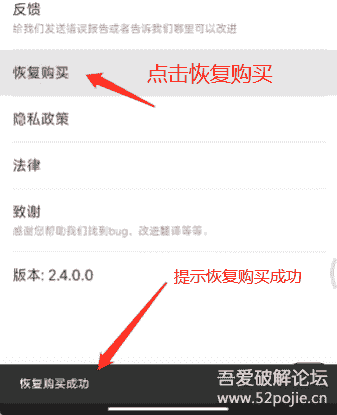 反馈
给我们发送错误报告或者告诉我们哪里可以改进
恢复购买
点击恢复购买
隐私政策
法律
致谢
感谢您帮助我们找到bug、改进翻译等等。
版本: 2.4.0.0
提示恢复购买成功
恢复购买成功
吾爱破解论坛
www.52pojie.cn